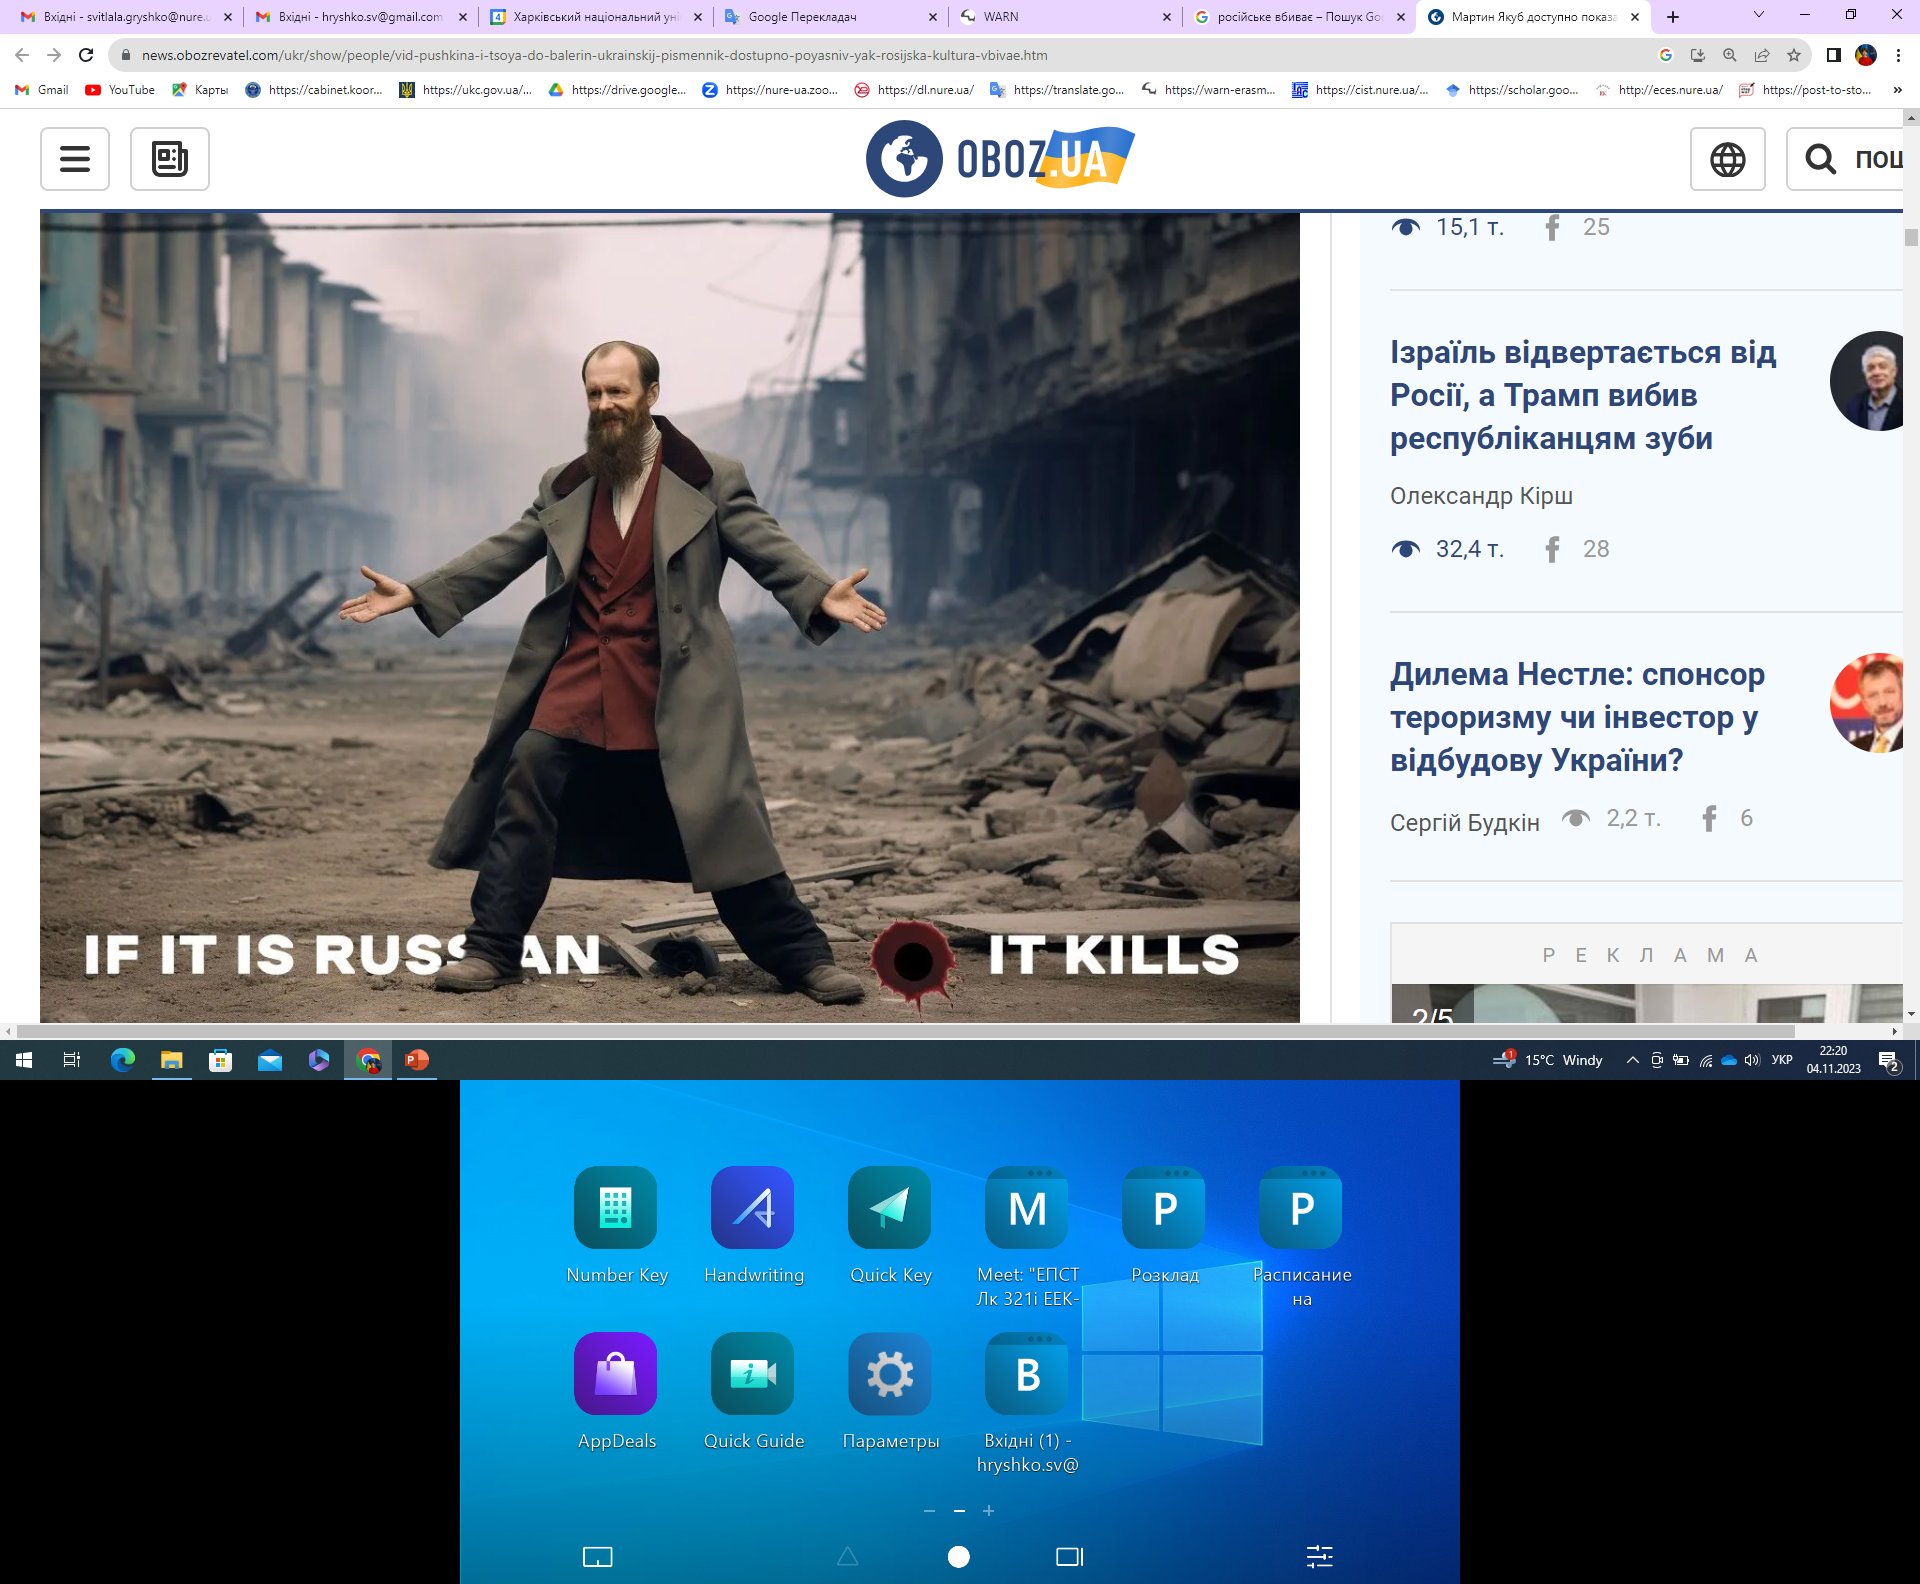 Вхідні - svitlala.gryshko@nure.u
Вхідні - hryshko.sv@gmail.com
Харківський національний уні
Google Перекладач
WARN
російське вбиває – Пошук Goo
Мартин Якуб доступно показа
news.obozrevatel.com/ukr/show/people/vid-pushkina-i-tsoya-do-balerin-ukrainskij-pismennik-dostupno-poyasniv-yak-rosijska-kultura-vbivae.htm
Gmail
YouTube
Карты
https://cabinet.koor...
https://ukc.gov.ua/...
https://drive.google...
https://nure-ua.zoo...
https://dl.nure.ua/
https://translate.go...
https://warn-erasm...
https://cist.nure.ua/...
https://scholar.goo...
http://eces.nure.ua/
https://post-to-sto...
OBOZ.UA
ПОШ
15,1 т.
25
Ізраїль відвертається від
Росії, а Трамп вибив
республіканцям зуби
Олександр Кірш
32,4 т.
28
Дилема Нестле: спонсор
тероризму чи інвестор у
відбудову України?
Сергій Будкін
2,2 т.
6
РЕКЛАМА
2/5
IF IT IS RUSSIAN
IT KILLS
15°C Windy
УКР
22:20
04.11.2023
2
Number Key
Handwriting
Quick Key
M
Meet: "ЕПСТ
Лк 321і ЕЕК-
P
Розклад
P
Расписание
на
AppDeals
Quick Guide
Параметры
B
Вхідні (1) -
hryshko.sv@